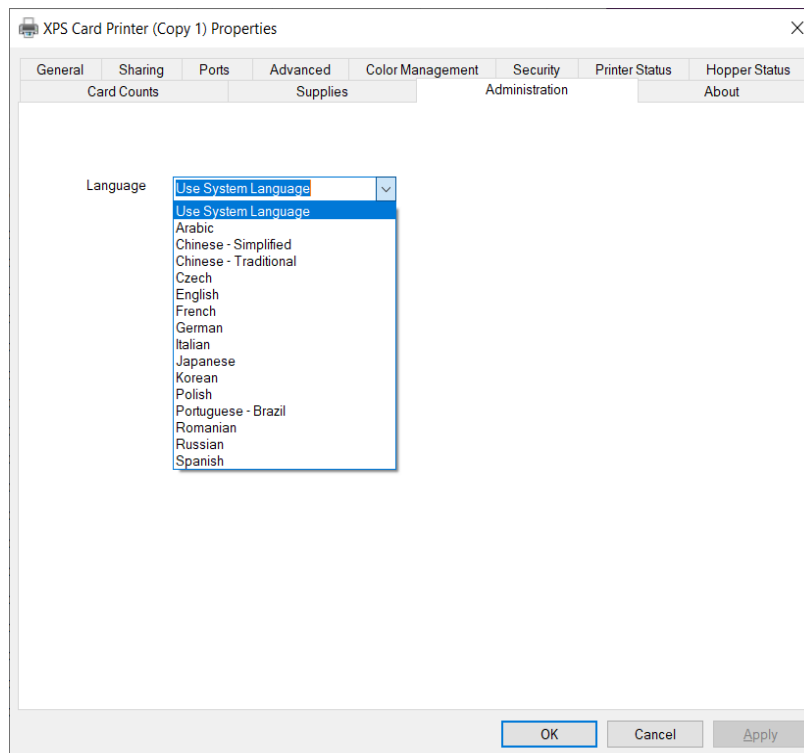 XPS Card Printer (Copy 1) Properties
General Sharing Ports Advanced Color Management Security Printer Status Hopper Status
Card Counts Supplies Administration About
Language Use System Language
Use System Language
Arabic
Chinese - Simplified
Chinese - Traditional
Czech
English
French
German
Italian
Japanese
Korean
Polish
Portuguese - Brazil
Romanian
Russian
Spanish
OK Cancel Apply